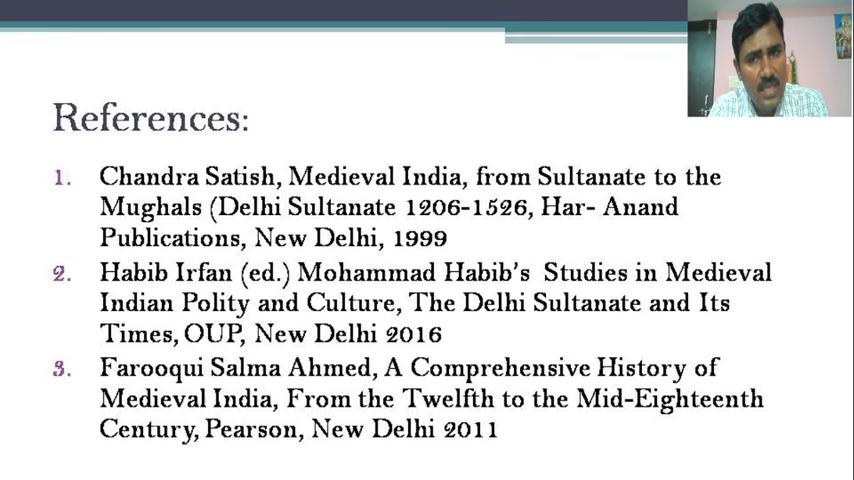 References:
1. Chandra Satish, Medieval India, from Sultanate to the
Mughals (Delhi Sultanate 1206-1526, Har- Anand
Publications, New Delhi, 1999
2. Habib Irfan (ed.) Mohammad Habib's Studies in Medieval
Indian Polity and Culture, The Delhi Sultanate and Its
Times, OUP, New Delhi 2016
3. Farooqui Salma Ahmed, A Comprehensive History of
Medieval India, From the Twelfth to the Mid-Eighteenth
Century, Pearson, New Delhi 2011